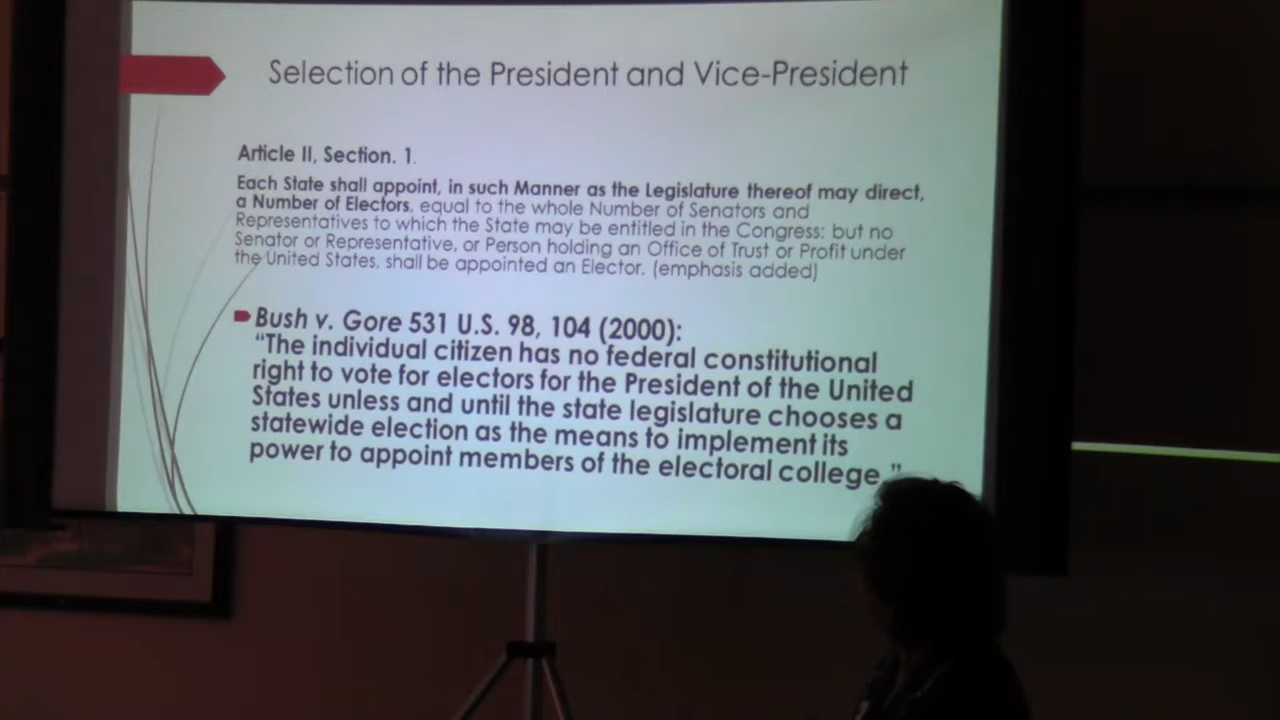 Selection of the President and Vice-President
Article II, Section. 1.
Each State shall appoint, in such Manner as the Legislature thereof may direct,
a Number of Electors, equal to the whole Number of Senators and
Representatives to which the State may be entitled in the Congress: but no
Senator or Representative, or Person holding an Office of Trust or Profit under
the United States, shall be appointed an Elector. (emphasis added)
Bush v. Gore 531 U.S. 98, 104 (2000):
“The individual citizen has no federal constitutional
right to vote for electors for the President of the United
States unless and until the state legislature chooses a
statewide election as the means to implement its
power to appoint members of the electoral college.”